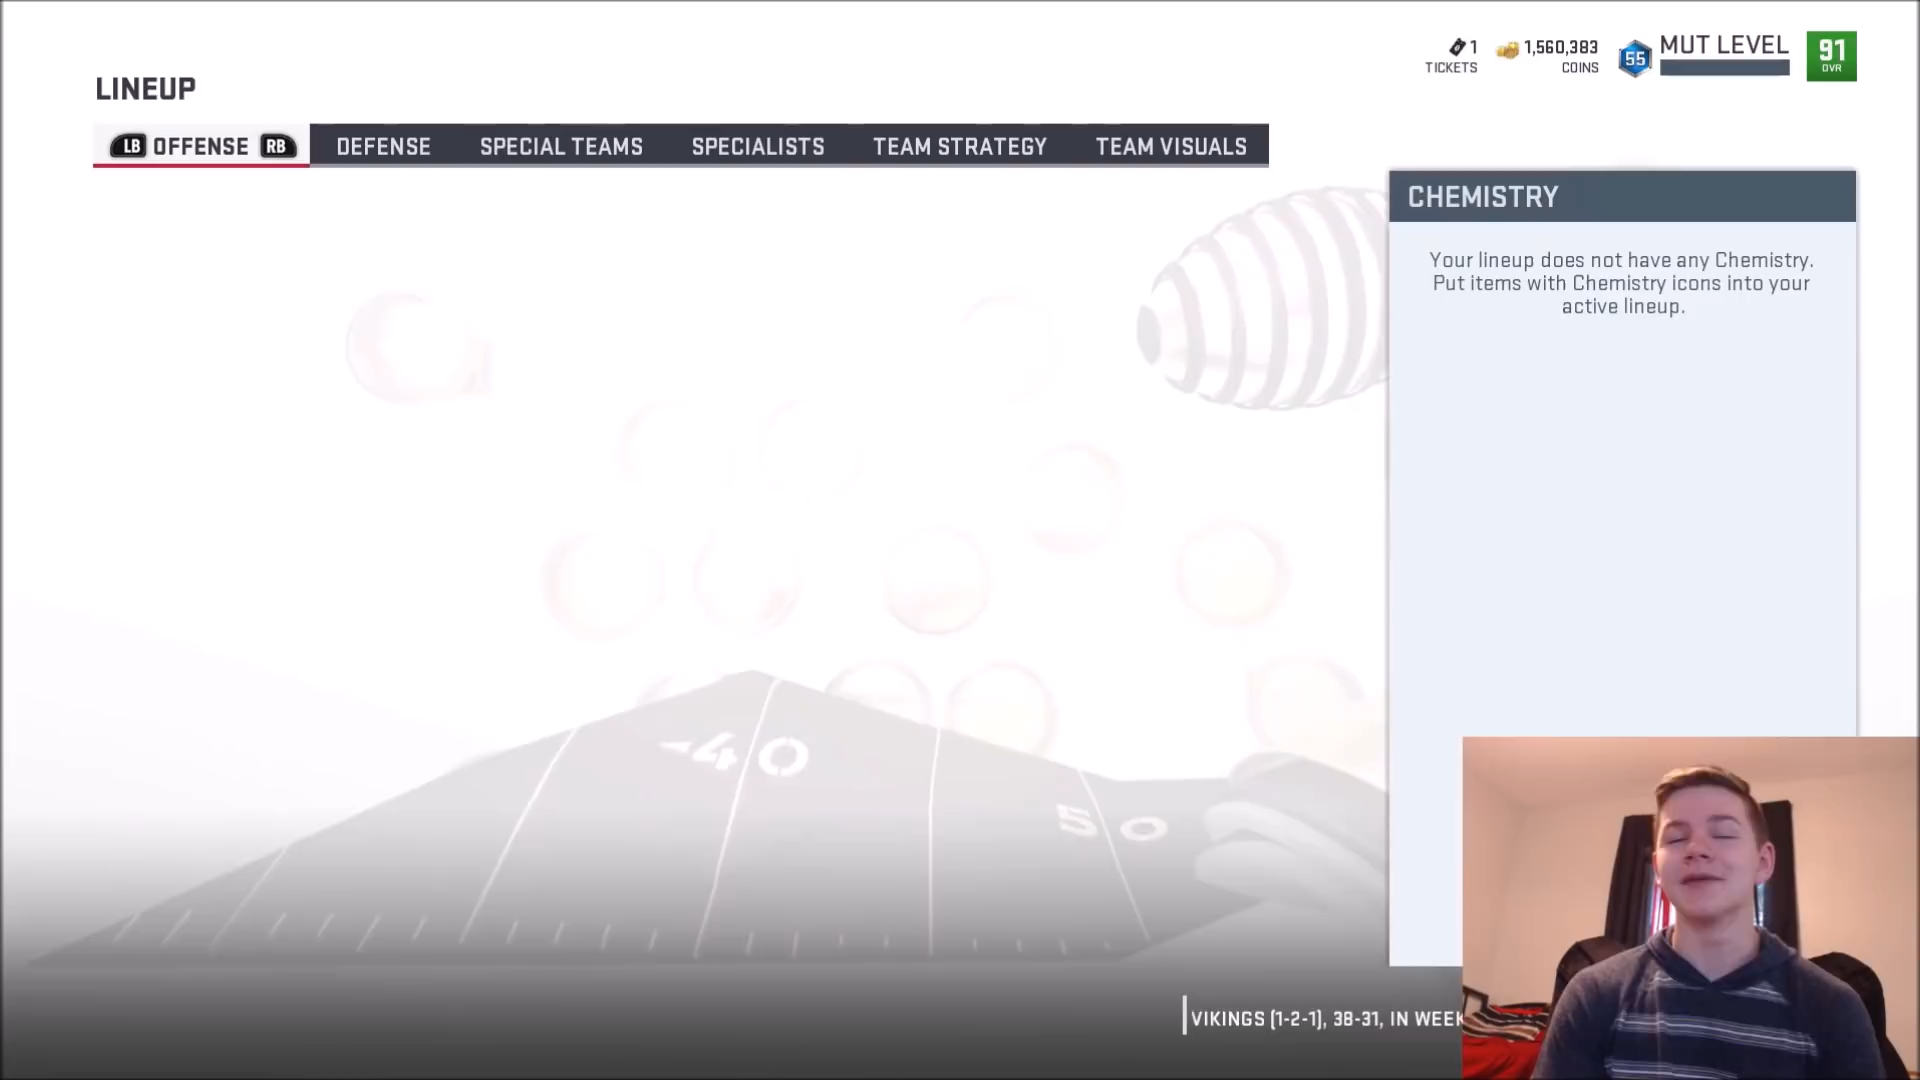 LINEUP
1
TICKETS
1,560,383
COINS
55
MUT LEVEL
91
OVR
LB OFFENSE RB
DEFENSE
SPECIAL TEAMS
SPECIALISTS
TEAM STRATEGY
TEAM VISUALS
CHEMISTRY
Your lineup does not have any Chemistry.
Put items with Chemistry icons into your
active lineup.
40
50
VIKINGS (1-2-1), 38-31, IN WEEK